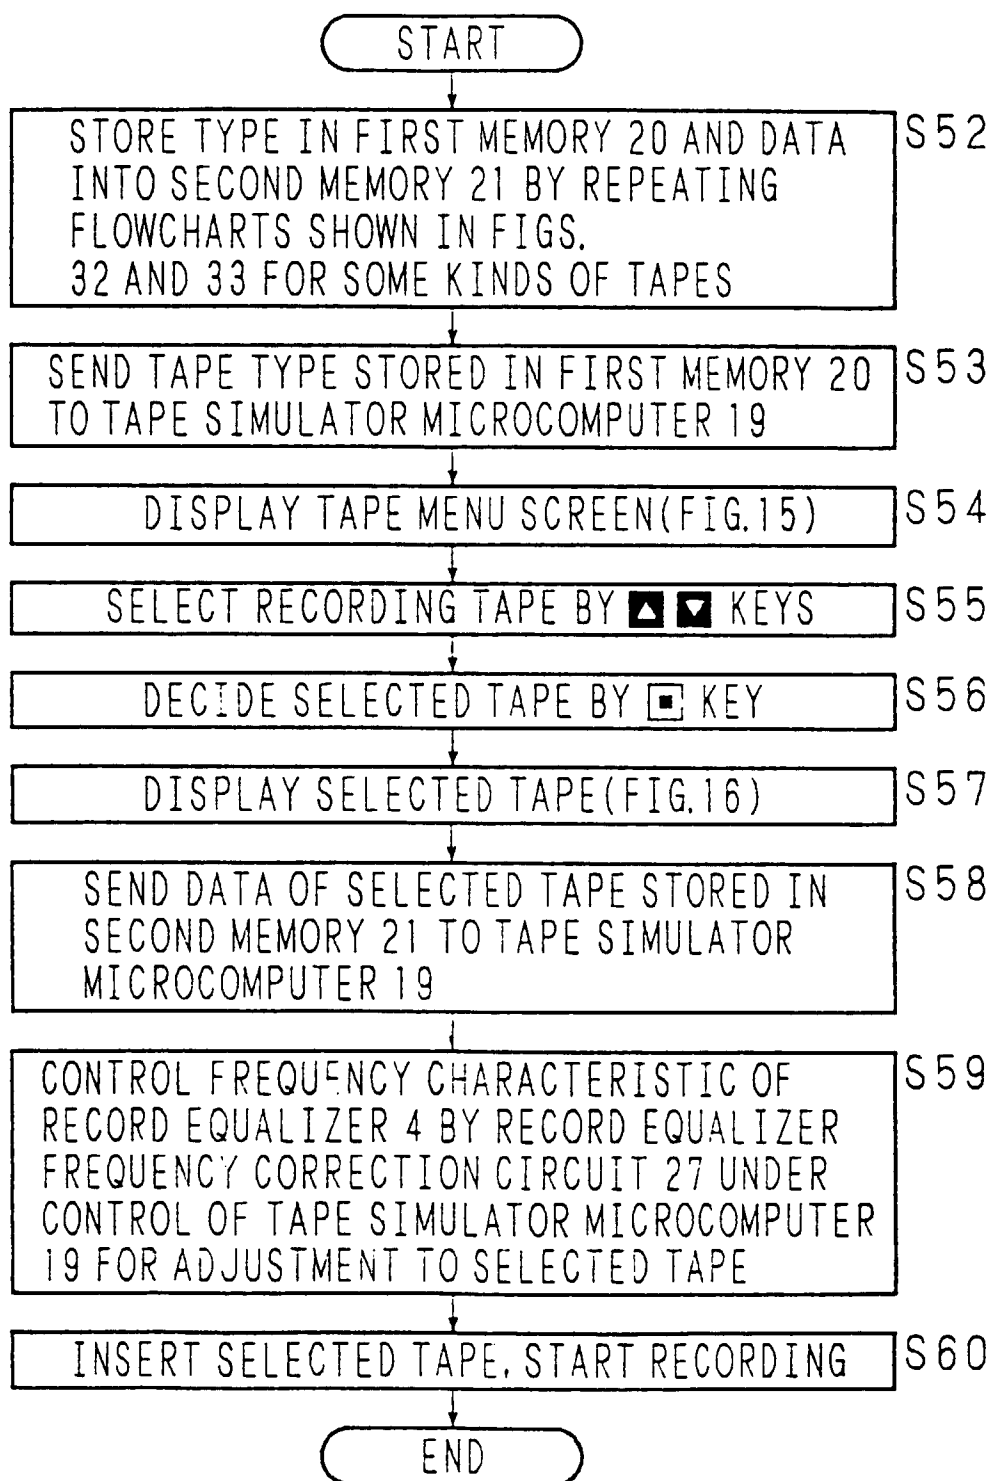 START
STORE TYPE IN FIRST MEMORY 20 AND DATA
INTO SECOND MEMORY 21 BY REPEATING
FLOWCHARTS SHOWN IN FIGS.
32 AND 33 FOR SOME KINDS OF TAPES
S52
SEND TAPE TYPE STORED IN FIRST MEMORY 20
TO TAPE SIMULATOR MICROCOMPUTER 19
S53
DISPLAY TAPE MENU SCREEN(FIG.15)
S54
SELECT RECORDING TAPE BY ▲ ▼ KEYS
S55
DECIDE SELECTED TAPE BY ▣ KEY
S56
DISPLAY SELECTED TAPE(FIG.16)
S57
SEND DATA OF SELECTED TAPE STORED IN
SECOND MEMORY 21 TO TAPE SIMULATOR
MICROCOMPUTER 19
S58
CONTROL FREQUENCY CHARACTERISTIC OF
RECORD EQUALIZER 4 BY RECORD EQUALIZER
FREQUENCY CORRECTION CIRCUIT 27 UNDER
CONTROL OF TAPE SIMULATOR MICROCOMPUTER
19 FOR ADJUSTMENT TO SELECTED TAPE
S59
INSERT SELECTED TAPE, START RECORDING
S60
END